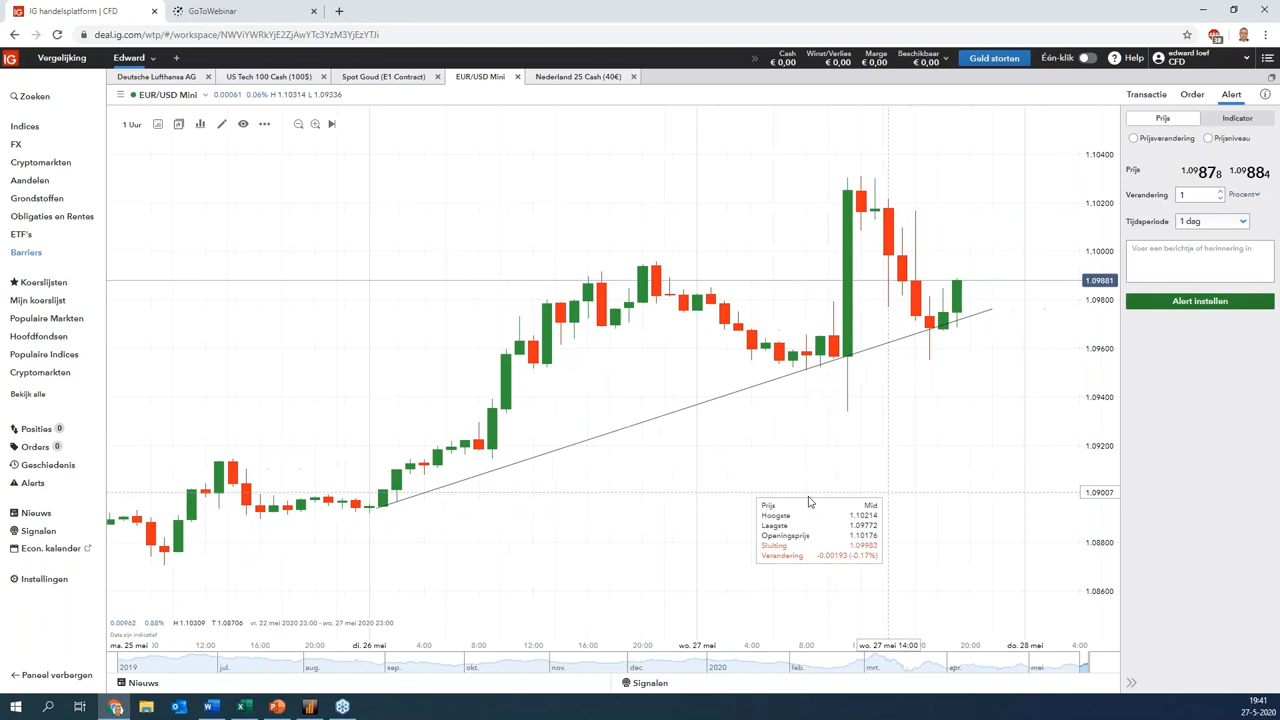 IG handelsplatform | CFD
GoToWebinar
deal.ig.com/wtp/#/workspace/NWViYWRkYjE2ZjAwYTc3YzM3YjEzYTJi
38
IG
Vergelijking
Edward
Cash
€ 0,00
Winst/Verlies
€ 0,00
Marge
€ 0,00
Beschikbaar
€ 0,00
Geld storten
Één-klik
Help
edward loef
CFD
Deutsche Lufthansa AG
US Tech 100 Cash (100$)
Spot Goud (E1 Contract)
EUR/USD Mini
Nederland 25 Cash (40€)
Zoeken
Indices
FX
Cryptomarkten
Aandelen
Grondstoffen
Obligaties en Rentes
ETF's
Barriers
Koerslijsten
Mijn koerslijst
Populaire Markten
Hoofdfondsen
Populaire Indices
Cryptomarkten
Bekijk alle
Posities 0
Orders 0
Geschiedenis
Alerts
Nieuws
Signalen
Econ. kalender
Instellingen
Paneel verbergen
EUR/USD Mini 0.00061 0.06% H 1.10314 L 1.09336
1 Uur
1.10400
1.10200
1.10000
1.09881
1.09800
1.09600
1.09400
1.09200
1.09007
1.08800
1.08600
Prijs Mid
Hoogste 1.10214
Laagste 1.09772
Openingsprijs 1.10176
Sluiting 1.09983
Verandering -0.00193 (-0.17%)
0.00962 0.88% H 1.10309 T 1.08706 vr. 22 mei 2020 23:00 - wo. 27 mei 2020 23:00
Data zijn indicatief
ma. 25 mei 12:00 16:00 20:00 di. 26 mei 8:00 12:00 16:00 20:00 wo. 27 mei 4:00 8:00 wo. 27 mei 14:00 20:00 do. 28 mei 4:00
2019 jul. aug. sep. okt. nov. dec. 2020 feb. mrt. apr. mei
Nieuws
Signalen
Transactie
Order
Alert
Prijs
Indicator
Prijsverandering
Prijsniveau
Prijs 1.09878 1.09884
Verandering 1 Procent
Tijdsperiode 1 dag
Voer een berichtje of herinnering in
Alert instellen
19:41
27-5-2020